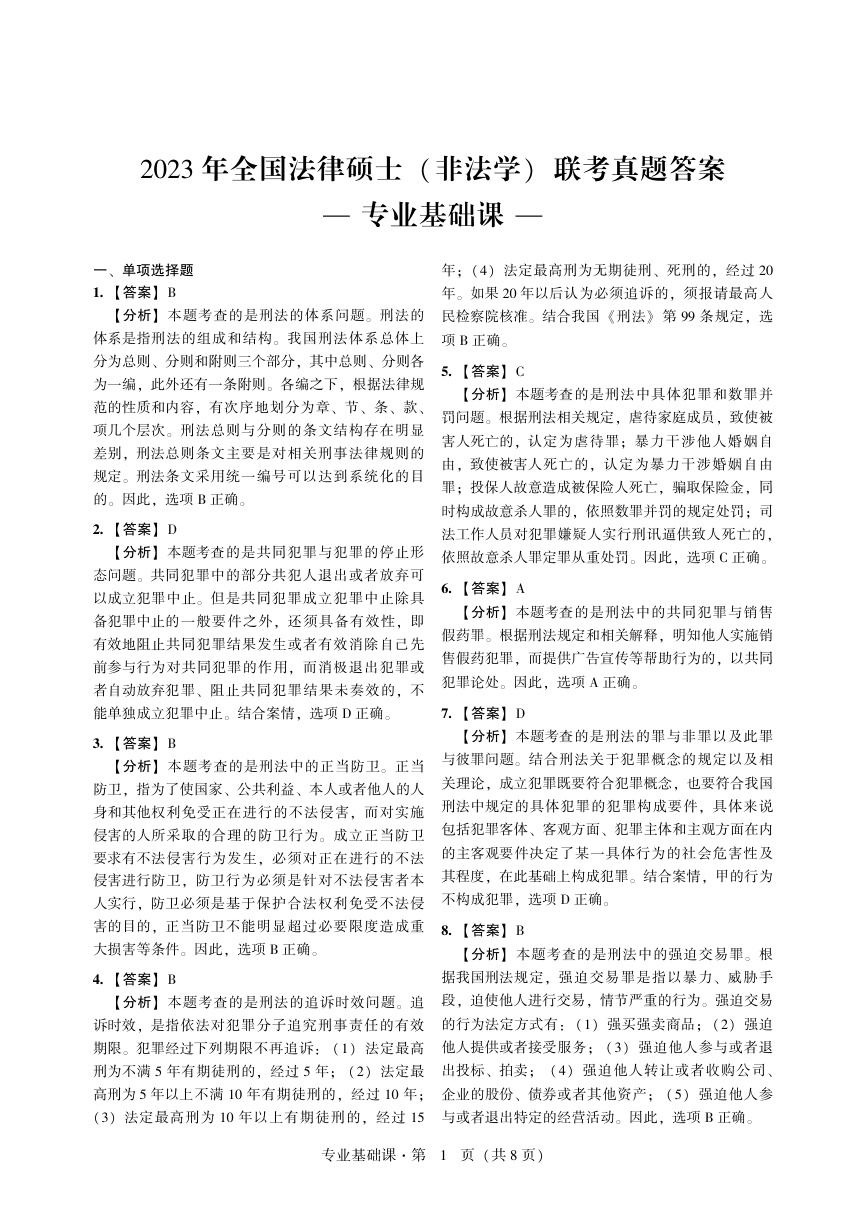 2023 年全国法律硕士（非法学）联考真题答案
— 专业基础课 —
一、单项选择题
1. 【答案】 B
【分析】 本题考查的是刑法的体系问题。刑法的
体系是指刑法的组成和结构。我国刑法体系总体上
分为总则、分则和附则三个部分，其中总则、分则各
为一编，此外还有一条附则。各编之下，根据法律规
范的性质和内容，有次序地划分为章、节、条、款、
项几个层次。刑法总则与分则的条文结构存在明显
差别，刑法总则条文主要是对相关刑事法律规则的
规定。刑法条文采用统一编号可以达到系统化的目
的。因此，选项 B 正确。
2. 【答案】 D
【分析】 本题考查的是共同犯罪与犯罪的停止形
态问题。共同犯罪中的部分共犯人退出或者放弃可
以成立犯罪中止。但是共同犯罪成立犯罪中止除具
备犯罪中止的一般要件之外，还须具备有效性，即
有效地阻止共同犯罪结果发生或者有效消除自己先
前参与行为对共同犯罪的作用，而消极退出犯罪或
者自动放弃犯罪、阻止共同犯罪结果未奏效的，不
能单独成立犯罪中止。结合案情，选项 D 正确。
3. 【答案】 B
【分析】 本题考查的是刑法中的正当防卫。正当
防卫，指为了使国家、公共利益、本人或者他人的人
身和其他权利免受正在进行的不法侵害，而对实施
侵害的人所采取的合理的防卫行为。成立正当防卫
要求有不法侵害行为发生，必须对正在进行的不法
侵害进行防卫，防卫行为必须是针对不法侵害者本
人实行，防卫必须是基于保护合法权利免受不法侵
害的目的，正当防卫不能明显超过必要限度造成重
大损害等条件。因此，选项 B 正确。
4. 【答案】 B
【分析】 本题考查的是刑法的追诉时效问题。追
诉时效，是指依法对犯罪分子追究刑事责任的有效
期限。犯罪经过下列期限不再追诉：（1）法定最高
刑为不满 5 年有期徒刑的，经过 5 年；（2）法定最
高刑为 5 年以上不满 10 年有期徒刑的，经过 10 年；
（3）法定最高刑为 10 年以上有期徒刑的，经过 15
年；（4）法定最高刑为无期徒刑、死刑的，经过 20
年。如果 20 年以后认为必须追诉的，须报请最高人
民检察院核准。结合我国《刑法》第 99 条规定，选
项 B 正确。
5. 【答案】 C
【分析】 本题考查的是刑法中具体犯罪和数罪并
罚问题。根据刑法相关规定，虐待家庭成员，致使被
害人死亡的，认定为虐待罪；暴力干涉他人婚姻自
由，致使被害人死亡的，认定为暴力干涉婚姻自由
罪；投保人故意造成被保险人死亡，骗取保险金，同
时构成故意杀人罪的，依照数罪并罚的规定处罚；司
法工作人员对犯罪嫌疑人实行刑讯逼供致人死亡的，
依照故意杀人罪定罪从重处罚。因此，选项 C 正确。
6. 【答案】 A
【分析】 本题考查的是刑法中的共同犯罪与销售
假药罪。根据刑法规定和相关解释，明知他人实施销
售假药犯罪，而提供广告宣传等帮助行为的，以共同
犯罪论处。因此，选项 A 正确。
7. 【答案】 D
【分析】 本题考查的是刑法的罪与非罪以及此罪
与彼罪问题。结合刑法关于犯罪概念的规定以及相
关理论，成立犯罪既要符合犯罪概念，也要符合我国
刑法中规定的具体犯罪的犯罪构成要件，具体来说
包括犯罪客体、客观方面、犯罪主体和主观方面在内
的主客观要件决定了某一具体行为的社会危害性及
其程度，在此基础上构成犯罪。结合案情，甲的行为
不构成犯罪，选项 D 正确。
8. 【答案】 B
【分析】 本题考查的是刑法中的强迫交易罪。根
据我国刑法规定，强迫交易罪是指以暴力、威胁手
段，迫使他人进行交易，情节严重的行为。强迫交易
的行为法定方式有：（1）强买强卖商品；（2）强迫
他人提供或者接受服务；（3）强迫他人参与或者退
出投标、拍卖；（4）强迫他人转让或者收购公司、
企业的股份、债券或者其他资产；（5）强迫他人参
与或者退出特定的经营活动。因此，选项 B 正确。
专业基础课·第 1 页（共 8 页）